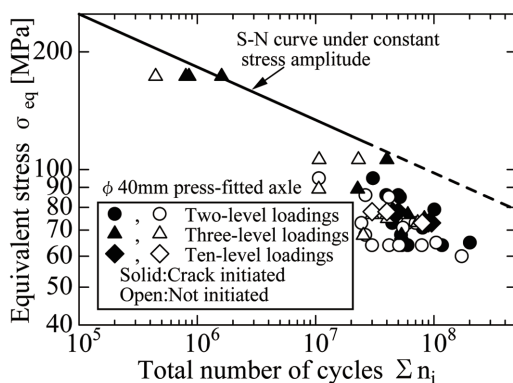 Equivalent stress σeq [MPa]
200
100
90
80
70
60
50
40
S-N curve under constant
stress amplitude
ϕ 40mm press-fitted axle
, Two-level loadings
, Three-level loadings
, Ten-level loadings
Solid:Crack initiated
Open:Not initiated
10^5 10^6 10^7 10^8
Total number of cycles Σ ni